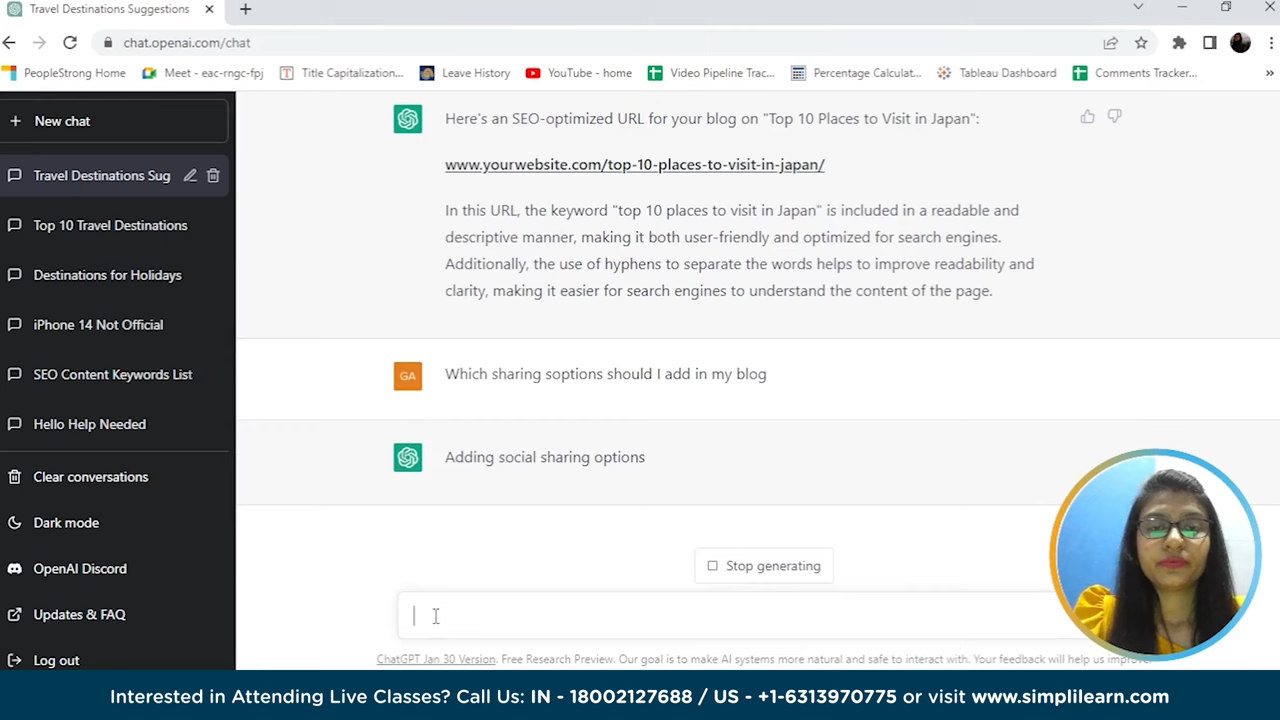 Travel Destinations Suggestions
chat.openai.com/chat
PeopleStrong Home
Meet - eac-rngc-fpj
Title Capitalization...
Leave History
YouTube - home
Video Pipeline Trac...
Percentage Calculat...
Tableau Dashboard
Comments Tracker...
New chat
Travel Destinations Sug
Top 10 Travel Destinations
Destinations for Holidays
iPhone 14 Not Official
SEO Content Keywords List
Hello Help Needed
Clear conversations
Dark mode
OpenAI Discord
Updates & FAQ
Log out
Here's an SEO-optimized URL for your blog on "Top 10 Places to Visit in Japan":
www.yourwebsite.com/top-10-places-to-visit-in-japan/
In this URL, the keyword "top 10 places to visit in Japan" is included in a readable and
descriptive manner, making it both user-friendly and optimized for search engines.
Additionally, the use of hyphens to separate the words helps to improve readability and
clarity, making it easier for search engines to understand the content of the page.
GA
Which sharing soptions should I add in my blog
Adding social sharing options
Stop generating
ChatGPT Jan 30 Version. Free Research Preview. Our goal is to make AI systems more natural and safe to interact with. Your feedback will help us improve
Interested in Attending Live Classes? Call Us: IN - 18002127688 / US - +1-6313970775 or visit www.simplilearn.com